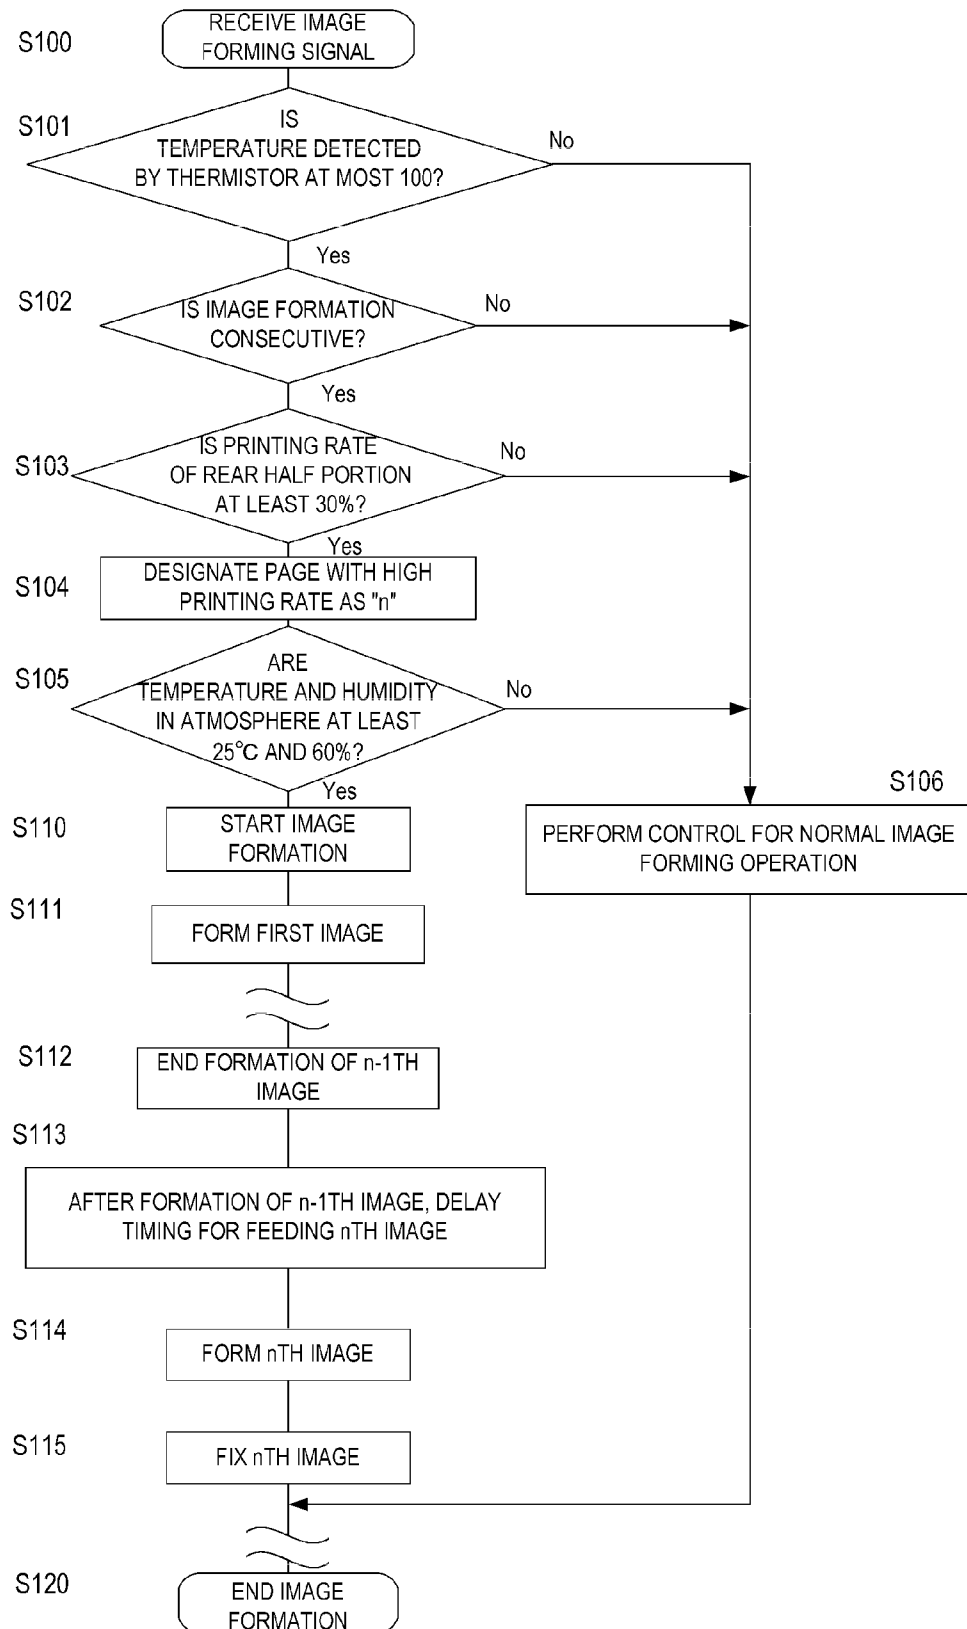 S100
RECEIVE IMAGE
FORMING SIGNAL
S101
IS
TEMPERATURE DETECTED
BY THERMISTOR AT MOST 100?
No
Yes
S102
IS IMAGE FORMATION
CONSECUTIVE?
No
Yes
S103
IS PRINTING RATE
OF REAR HALF PORTION
AT LEAST 30%?
No
Yes
S104
DESIGNATE PAGE WITH HIGH
PRINTING RATE AS "n"
S105
ARE
TEMPERATURE AND HUMIDITY
IN ATMOSPHERE AT LEAST
25°C AND 60%?
No
Yes
S106
PERFORM CONTROL FOR NORMAL IMAGE
FORMING OPERATION
S110
START IMAGE
FORMATION
S111
FORM FIRST IMAGE
S112
END FORMATION OF n-1TH
IMAGE
S113
AFTER FORMATION OF n-1TH IMAGE, DELAY
TIMING FOR FEEDING nTH IMAGE
S114
FORM nTH IMAGE
S115
FIX nTH IMAGE
S120
END IMAGE
FORMATION